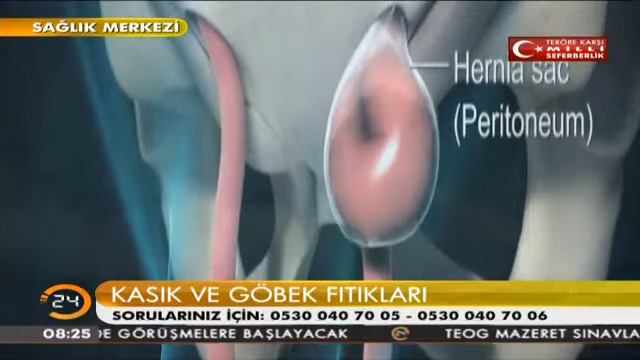 SAĞLIK MERKEZİ
TERÖRE KARŞI
MİLLİ
SEFERBERLİK
Hernia sac
(Peritoneum)
24
KASIK VE GÖBEK FITIKLARI
SORULARINIZ İÇİN: 0530 040 70 05 - 0530 040 70 06
08:25 DE GÖRÜŞMELERE BAŞLAYACAK TEOG MAZERET SINAVLA